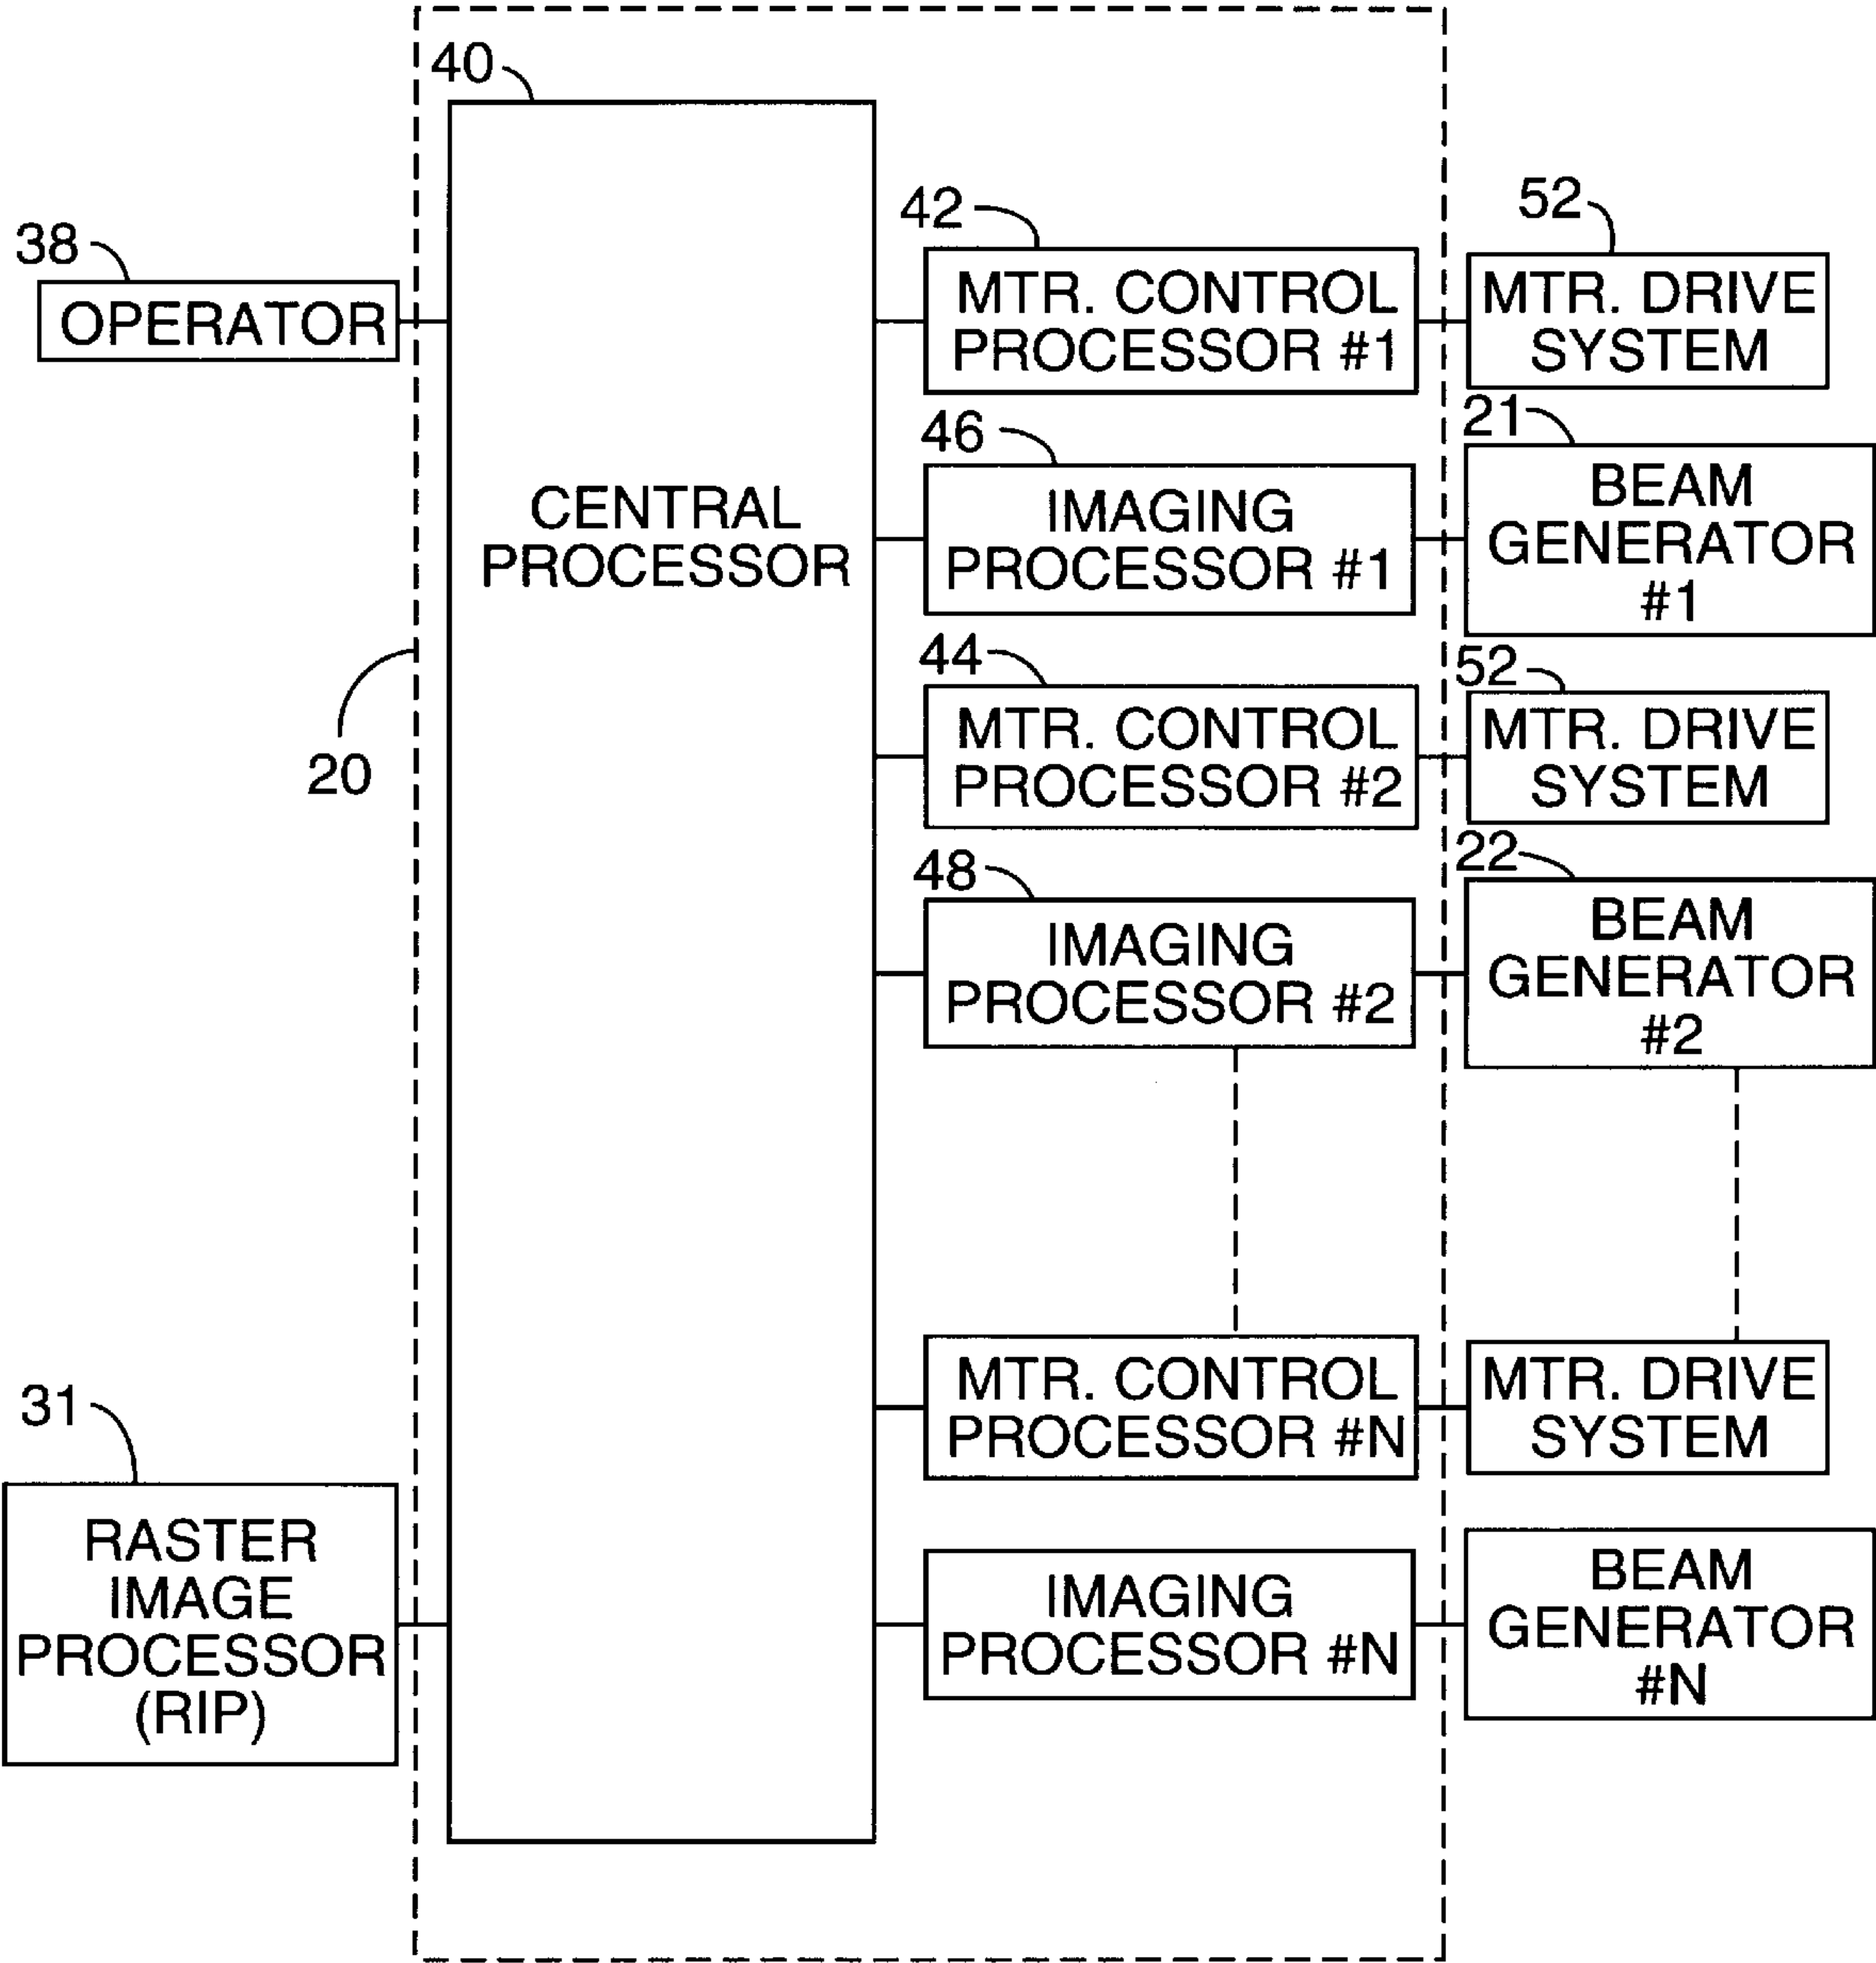 40
38
OPERATOR
CENTRAL
PROCESSOR
20
31
RASTER
IMAGE
PROCESSOR
(RIP)
42
MTR. CONTROL
PROCESSOR #1
52
MTR. DRIVE
SYSTEM
46
IMAGING
PROCESSOR #1
21
BEAM
GENERATOR
#1
44
MTR. CONTROL
PROCESSOR #2
52
MTR. DRIVE
SYSTEM
48
IMAGING
PROCESSOR #2
22
BEAM
GENERATOR
#2
MTR. CONTROL
PROCESSOR #N
MTR. DRIVE
SYSTEM
IMAGING
PROCESSOR #N
BEAM
GENERATOR
#N